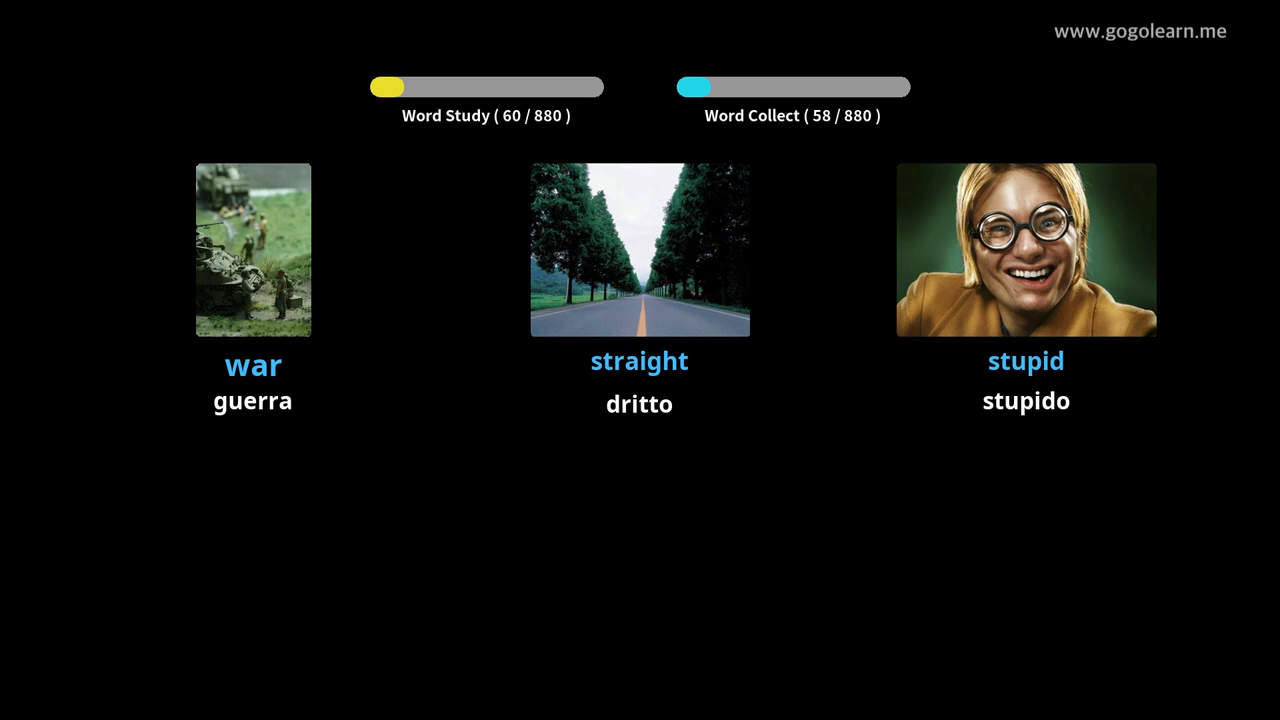 www.gogolearn.me
Word Study ( 60 / 880 )
Word Collect ( 58 / 880 )
war
guerra
straight
dritto
stupid
stupido